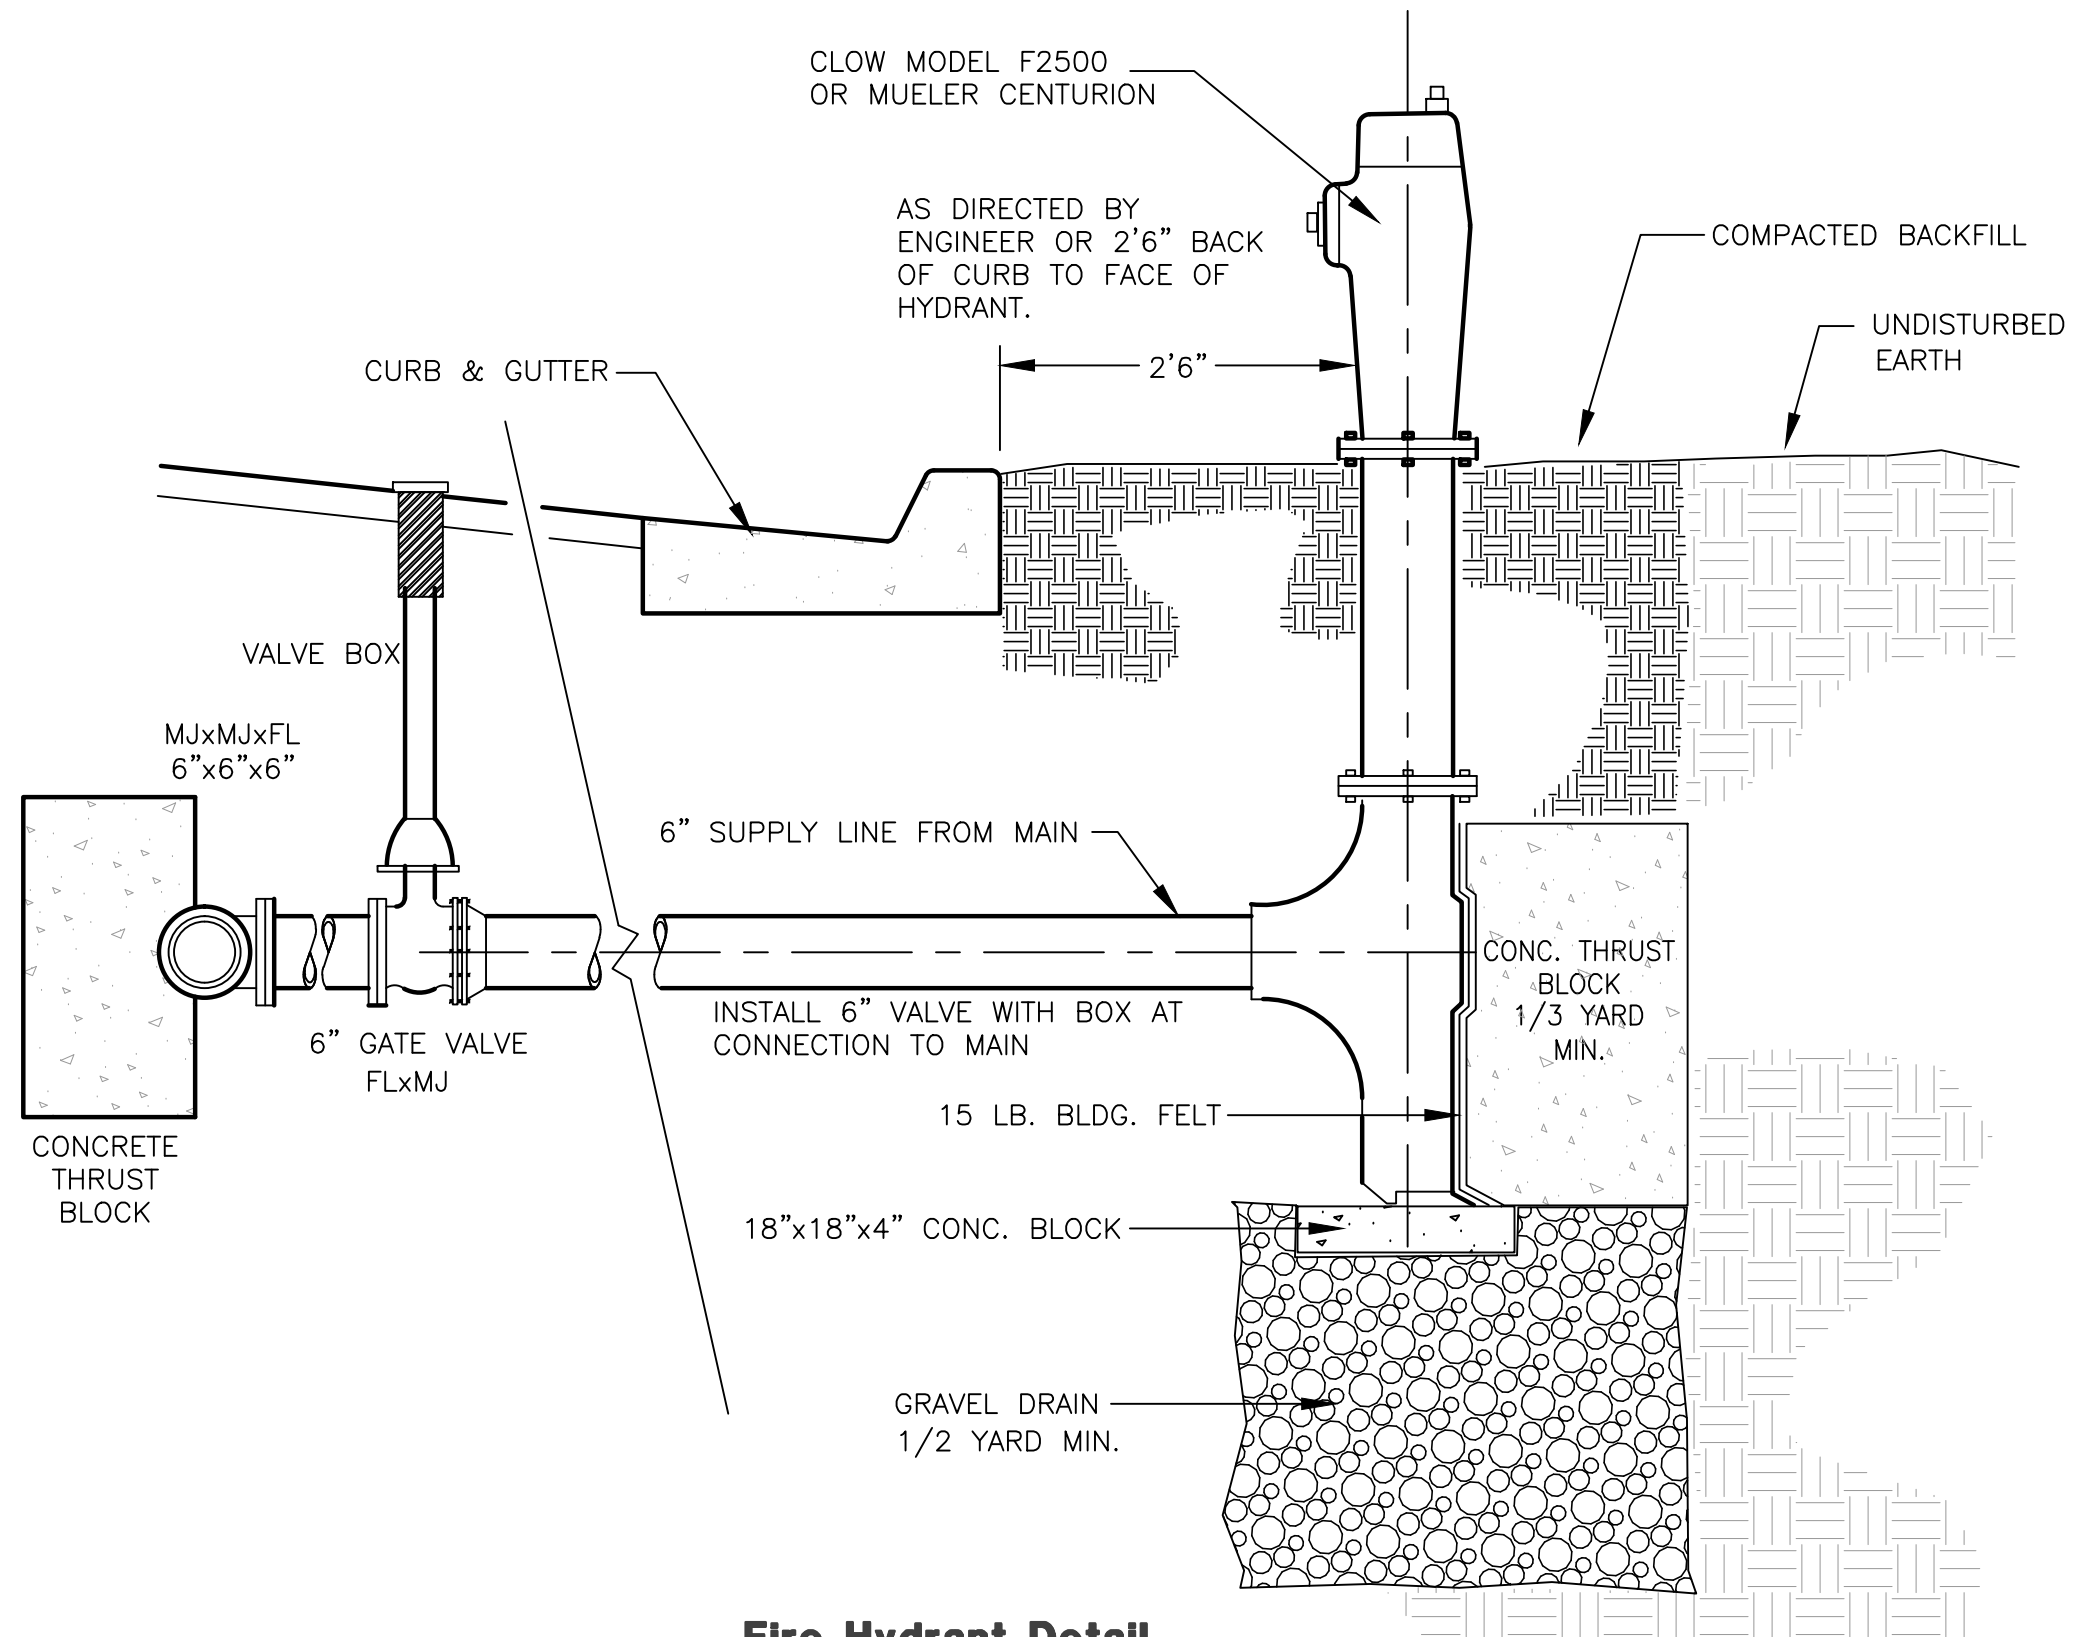 CLOW MODEL F2500
OR MUELER CENTURION
AS DIRECTED BY
ENGINEER OR 2'6" BACK
OF CURB TO FACE OF
HYDRANT.
COMPACTED BACKFILL
UNDISTURBED
EARTH
2'6"
CURB & GUTTER
VALVE BOX
MJxMJxFL
6"x6"x6"
6" SUPPLY LINE FROM MAIN
CONC. THRUST
BLOCK
1/3 YARD
MIN.
INSTALL 6" VALVE WITH BOX AT
CONNECTION TO MAIN
6" GATE VALVE
FLxMJ
15 LB. BLDG. FELT
CONCRETE
THRUST
BLOCK
18"x18"x4" CONC. BLOCK
GRAVEL DRAIN
1/2 YARD MIN.
Fire Hydrant Detail